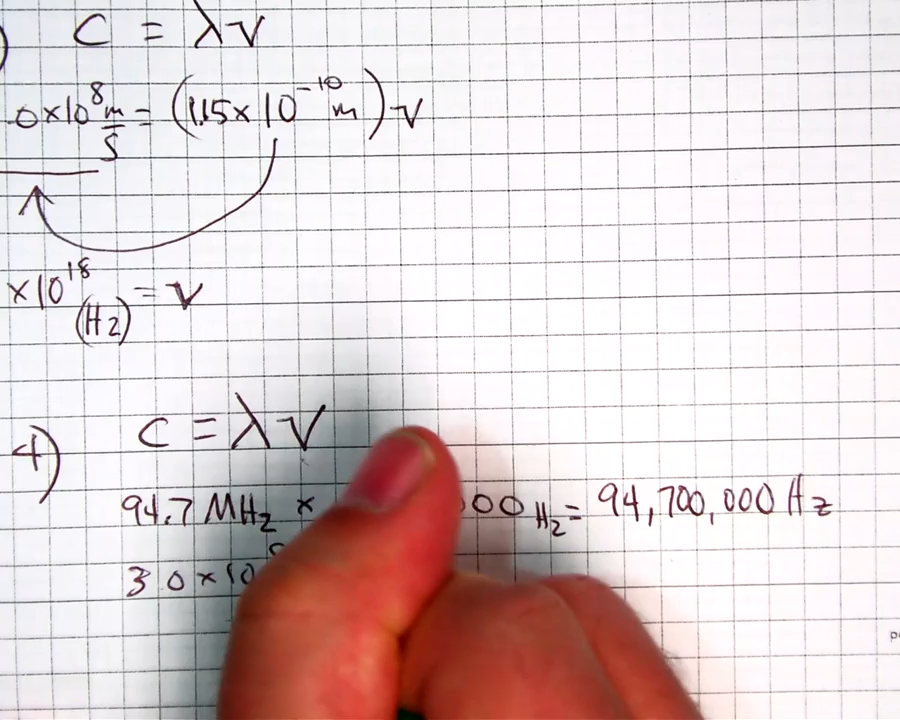 ) C = λν
0×10⁸ m/s = (1.15×10⁻¹⁰ m)ν
×10¹⁸ (Hz) = ν
4) C = λν
94.7 MHz × 000 Hz = 94,700,000 Hz
3.0×10